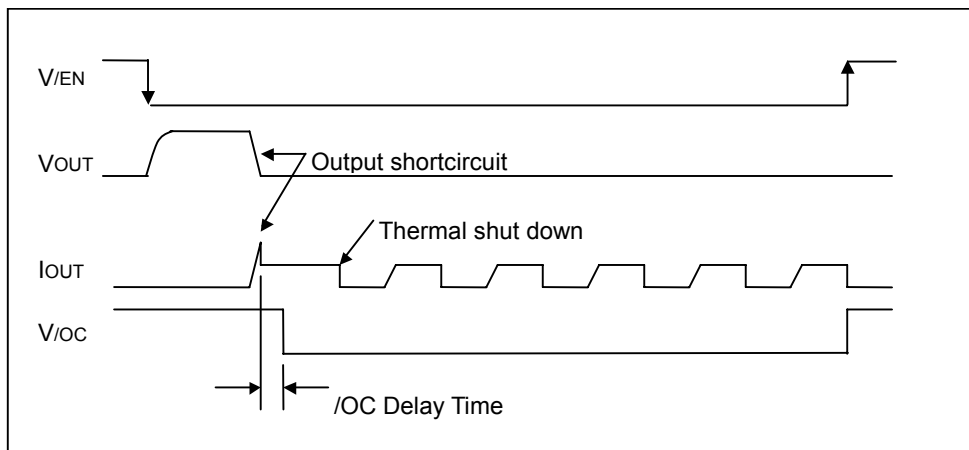 V/EN
VOUT
Output shortcircuit
Thermal shut down
IOUT
V/OC
/OC Delay Time